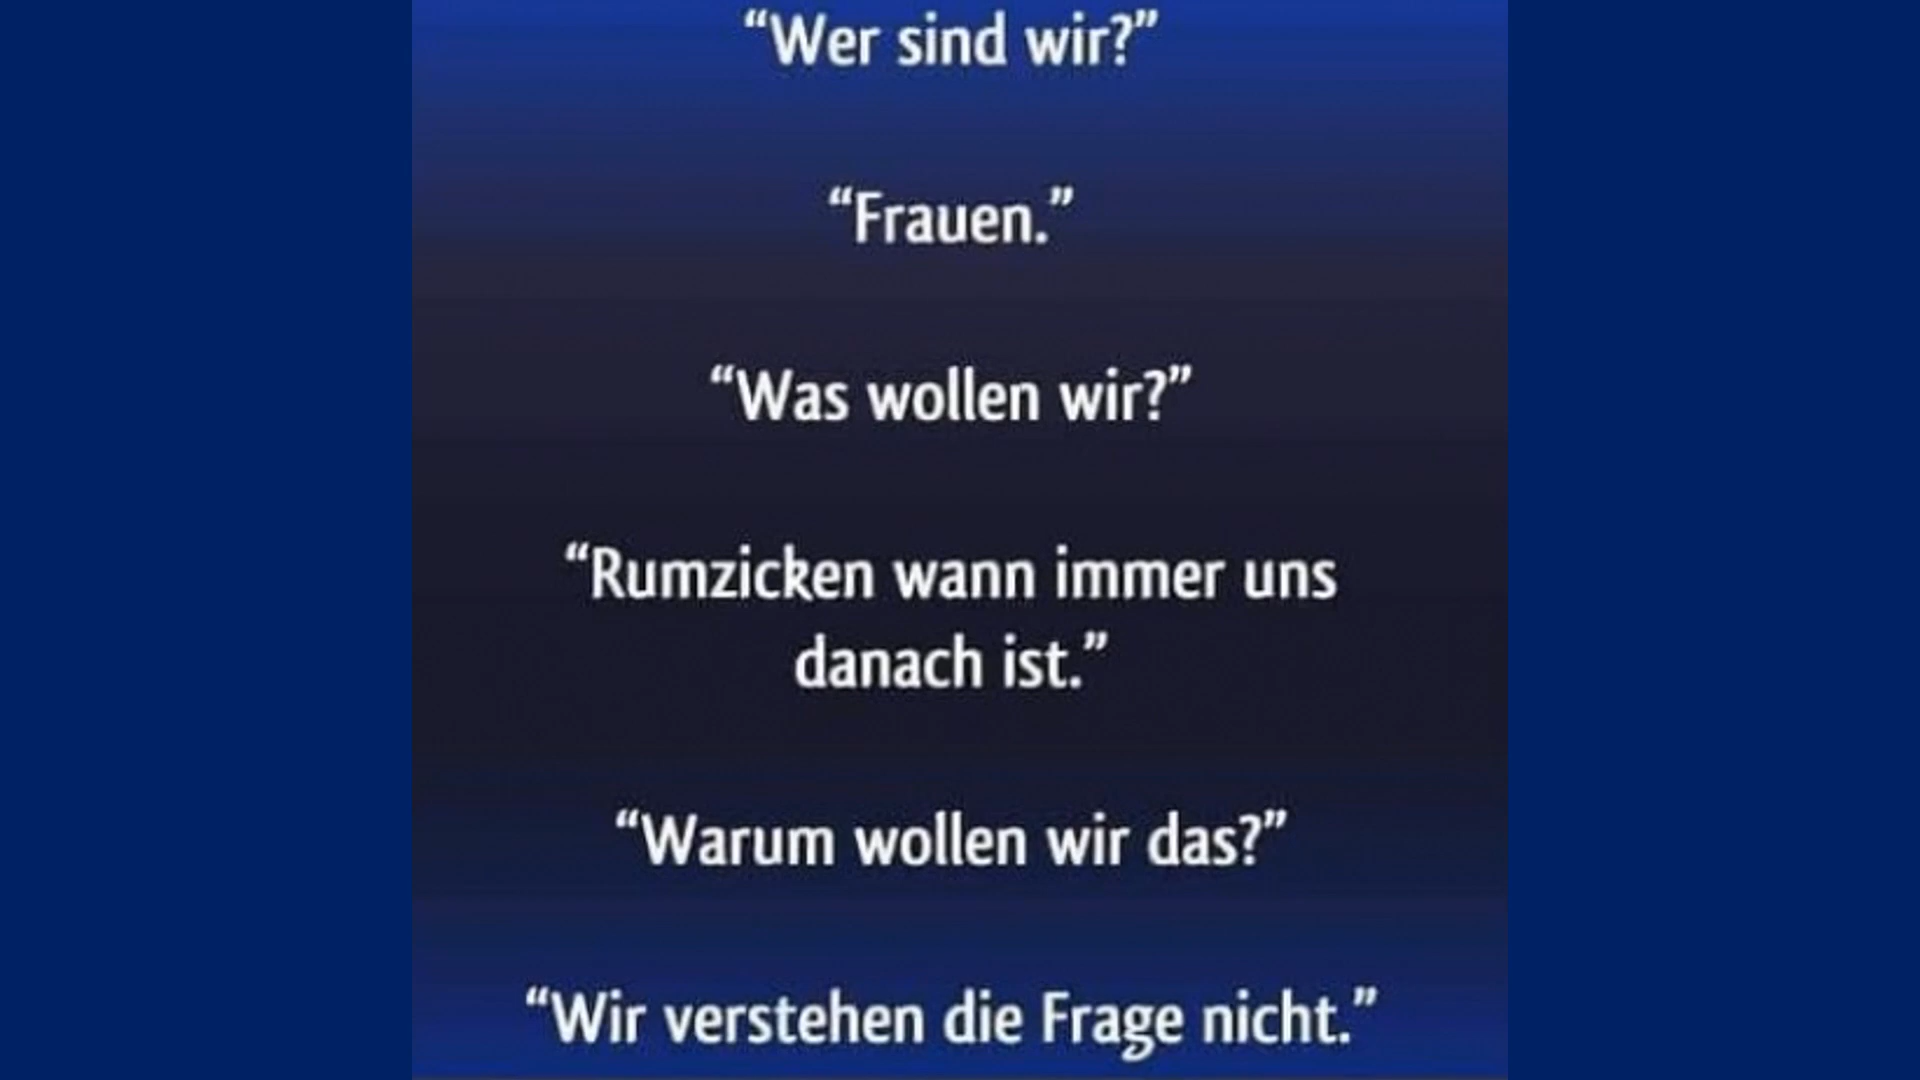 “Wer sind wir?”
“Frauen.”
“Was wollen wir?”
“Rumzicken wann immer uns
danach ist.”
“Warum wollen wir das?”
“Wir verstehen die Frage nicht.”